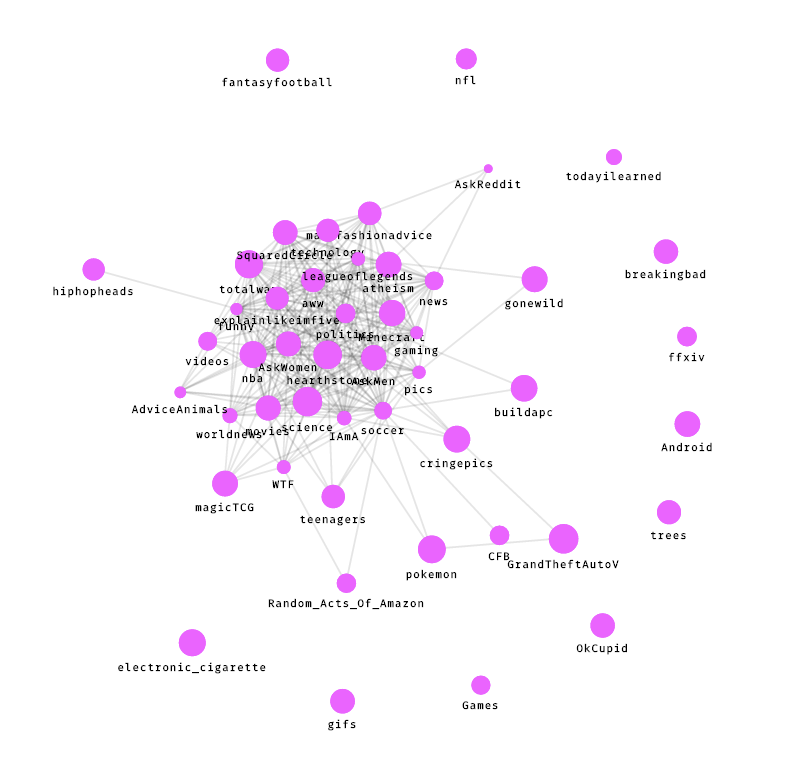 fantasyfootball
nfl
todayilearned
AskReddit
malefashionadvice
SquaredCircle
technology
breakingbad
leagueoflegends
hiphopheads
totalwar
atheism
news
gonewild
aww
explainlikeimfive
funny
politics
Minecraft
gaming
ffxiv
videos
AskWomen
nba
hearthstone
AskMen
pics
AdviceAnimals
buildapc
worldnews
movies
science
IAmA
soccer
Android
cringepics
WTF
magicTCG
teenagers
trees
CFB
GrandTheftAutoV
pokemon
Random_Acts_Of_Amazon
OkCupid
electronic_cigarette
Games
gifs